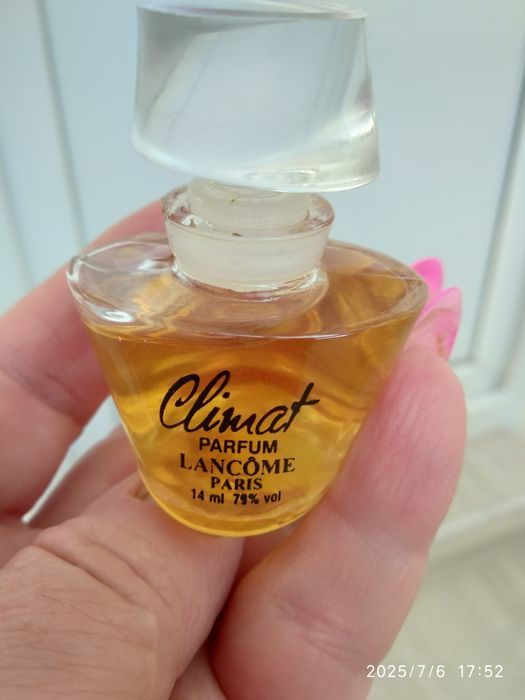 Climat
PARFUM
LANCÔME
PARIS
14 ml 79% vol
2025/7/6 17:52